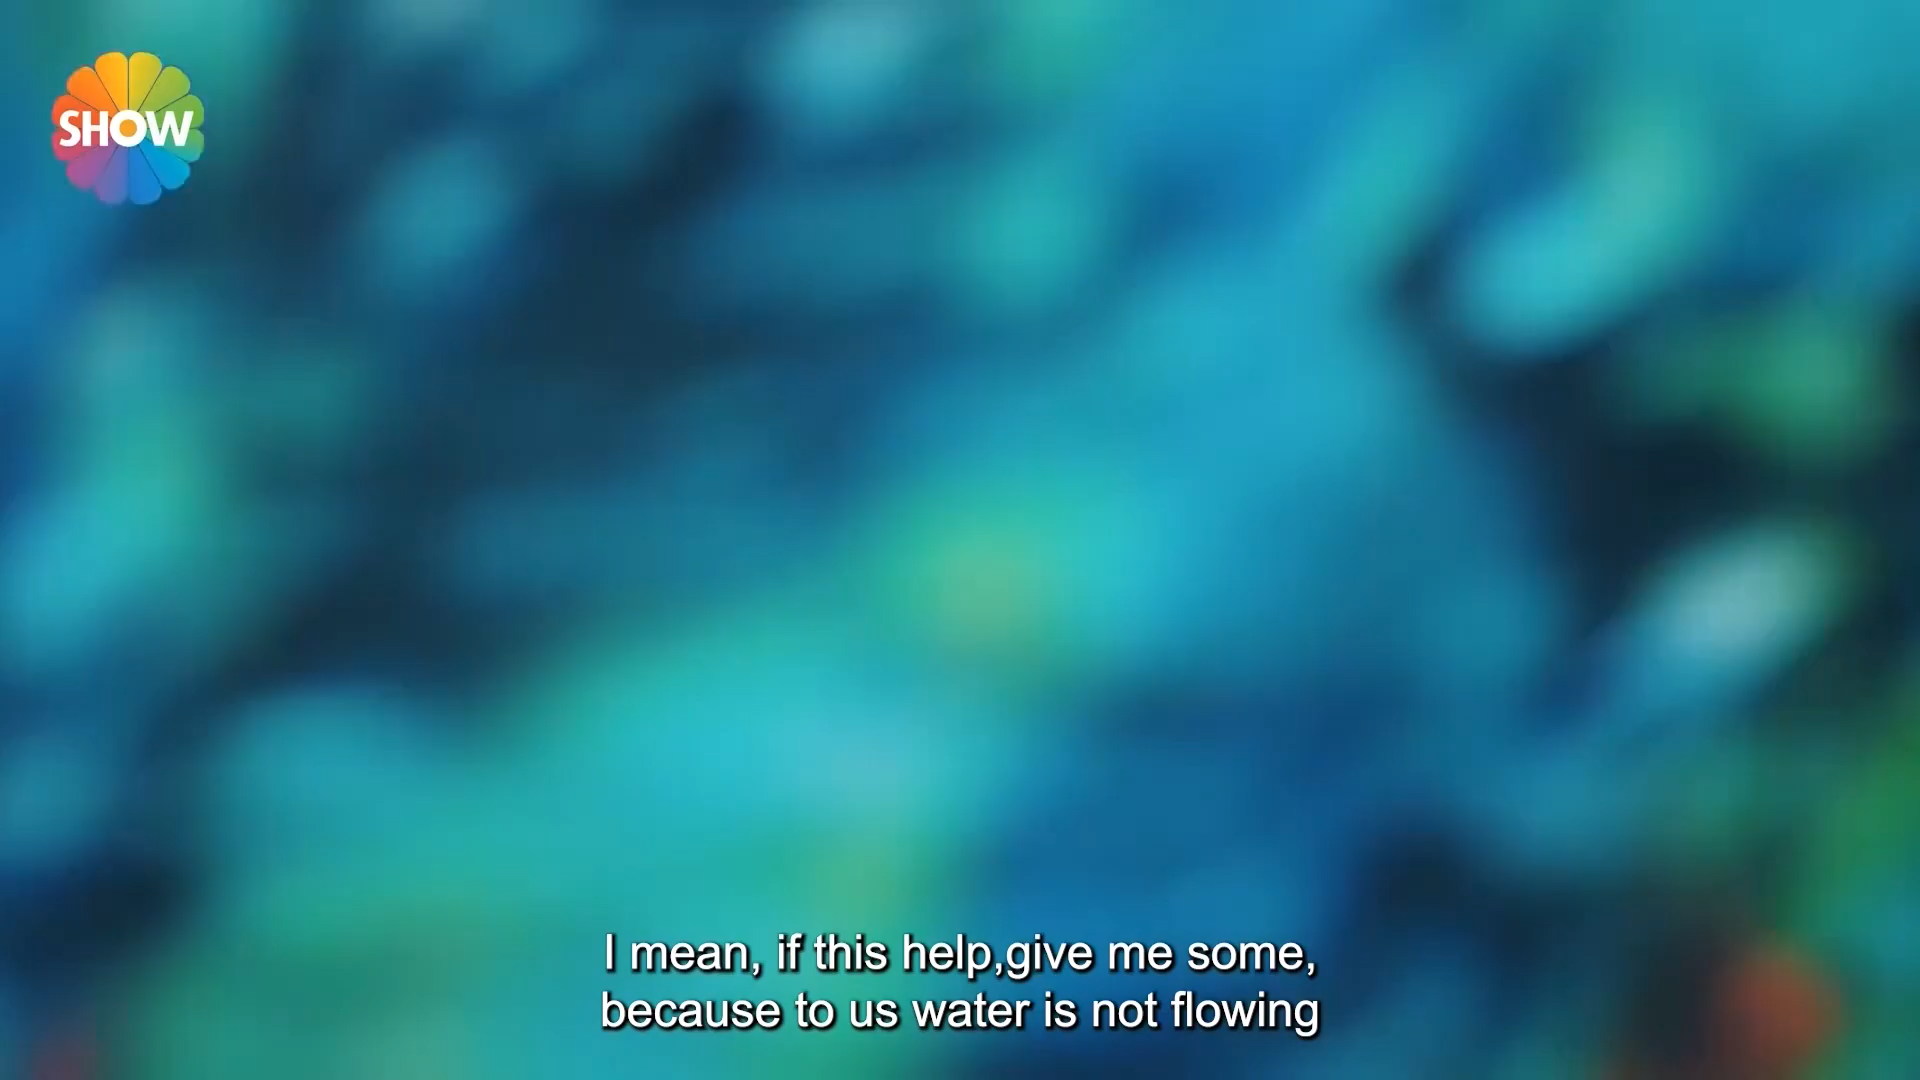 SHOW
I mean, if this help,give me some,
because to us water is not flowing